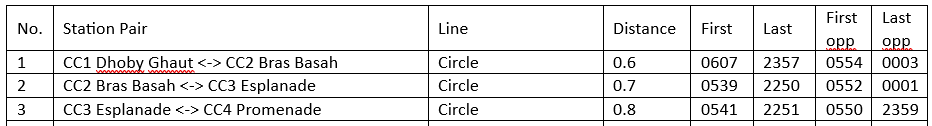 No. Station Pair Line Distance First Last First opp Last opp
1 CC1 Dhoby Ghaut <-> CC2 Bras Basah Circle 0.6 0607 2357 0554 0003
2 CC2 Bras Basah <-> CC3 Esplanade Circle 0.7 0539 2250 0552 0001
3 CC3 Esplanade <-> CC4 Promenade Circle 0.8 0541 2251 0550 2359